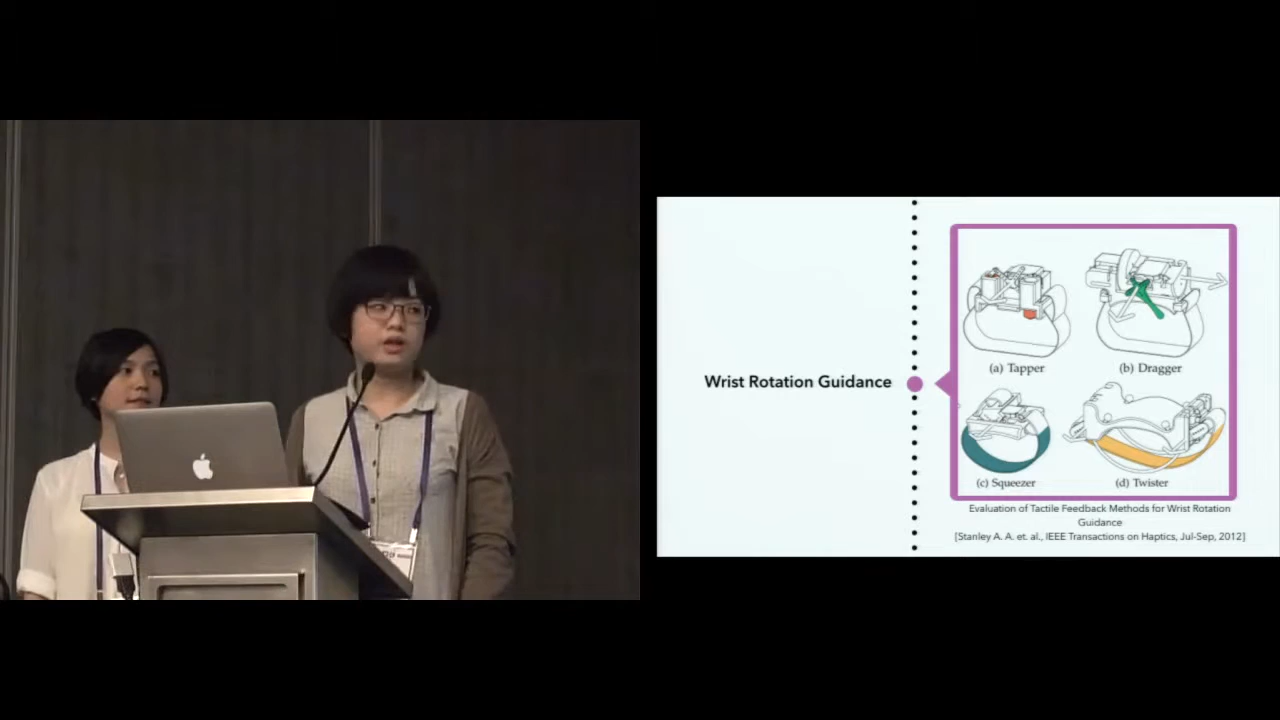 Wrist Rotation Guidance
(a) Tapper
(b) Dragger
(c) Squeezer
(d) Twister
Evaluation of Tactile Feedback Methods for Wrist Rotation
Guidance
[Stanley A. A. et. al., IEEE Transactions on Haptics, Jul-Sep, 2012]